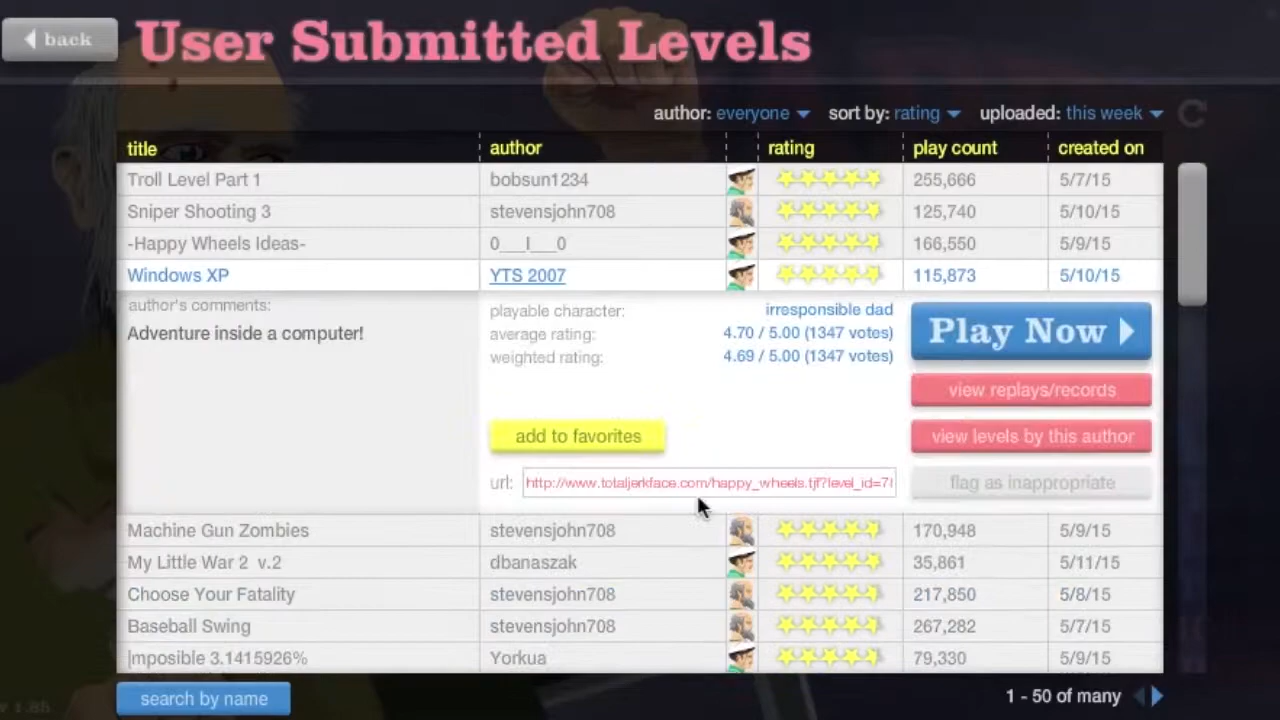 back
User Submitted Levels
author: everyone sort by: rating uploaded: this week
title author rating play count created on
Troll Level Part 1 bobsun1234 255,666 5/7/15
Sniper Shooting 3 stevensjohn708 125,740 5/10/15
-Happy Wheels Ideas- 0___l___0 166,550 5/9/15
Windows XP YTS 2007 115,873 5/10/15
author's comments:
Adventure inside a computer!
playable character: irresponsible dad
average rating: 4.70 / 5.00 (1347 votes)
weighted rating: 4.69 / 5.00 (1347 votes)
add to favorites
url: http://www.totaljerkface.com/happy_wheels.tjf?level_id=7
Play Now
view replays/records
view levels by this author
flag as inappropriate
Machine Gun Zombies stevensjohn708 170,948 5/9/15
My Little War 2 v.2 dbanaszak 35,861 5/11/15
Choose Your Fatality stevensjohn708 217,850 5/8/15
Baseball Swing stevensjohn708 267,282 5/7/15
|mposible 3.1415926% Yorkua 79,330 5/9/15
search by name
1 - 50 of many
v 1.85